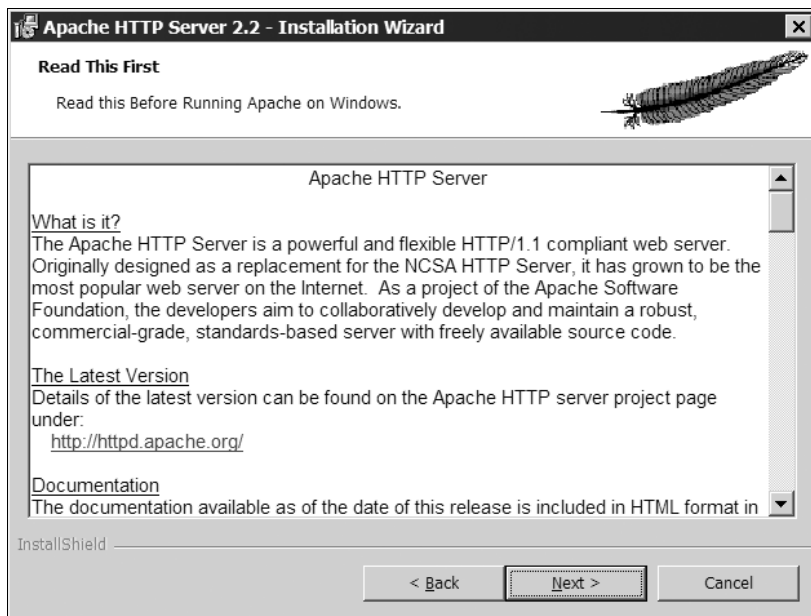 Apache HTTP Server 2.2 - Installation Wizard
Read This First
Read this Before Running Apache on Windows.
Apache HTTP Server
What is it?
The Apache HTTP Server is a powerful and flexible HTTP/1.1 compliant web server.
Originally designed as a replacement for the NCSA HTTP Server, it has grown to be the
most popular web server on the Internet.  As a project of the Apache Software
Foundation, the developers aim to collaboratively develop and maintain a robust,
commercial-grade, standards-based server with freely available source code.
The Latest Version
Details of the latest version can be found on the Apache HTTP server project page
under:
http://httpd.apache.org/
Documentation
The documentation available as of the date of this release is included in HTML format in
InstallShield
< Back
Next >
Cancel